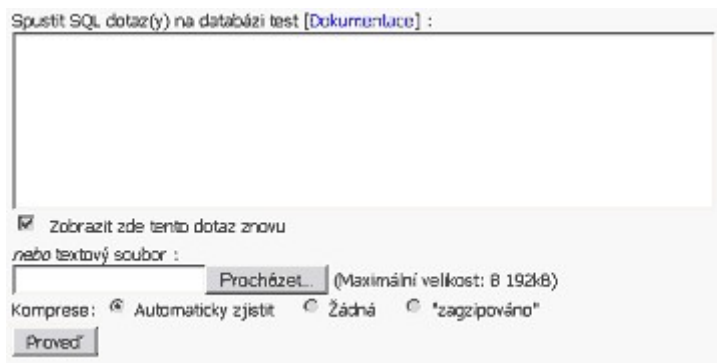 Spustit SQL dotaz(y) na databázi test [Dokumentace] :
Zobrazit zde tento dotaz znovu
nebo textový soubor :
Procházet... (Maximální velikost: 8 192kB)
Komprese: Automaticky zjistit Žádná "zagzipováno"
Proveď